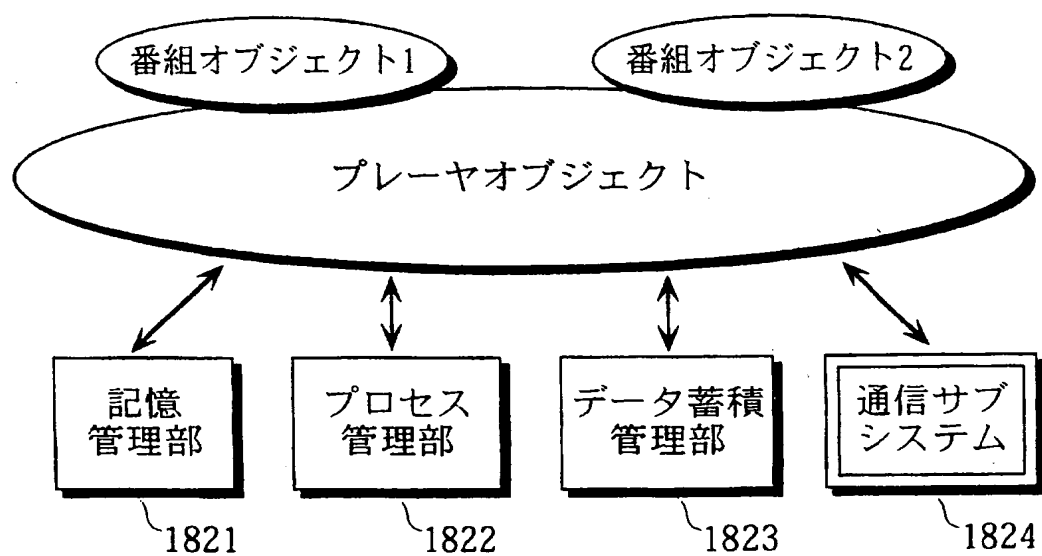 番組オブジェクト1
番組オブジェクト2
プレーヤオブジェクト
記憶
管理部
プロセス
管理部
データ蓄積
管理部
通信サブ
システム
1821
1822
1823
1824